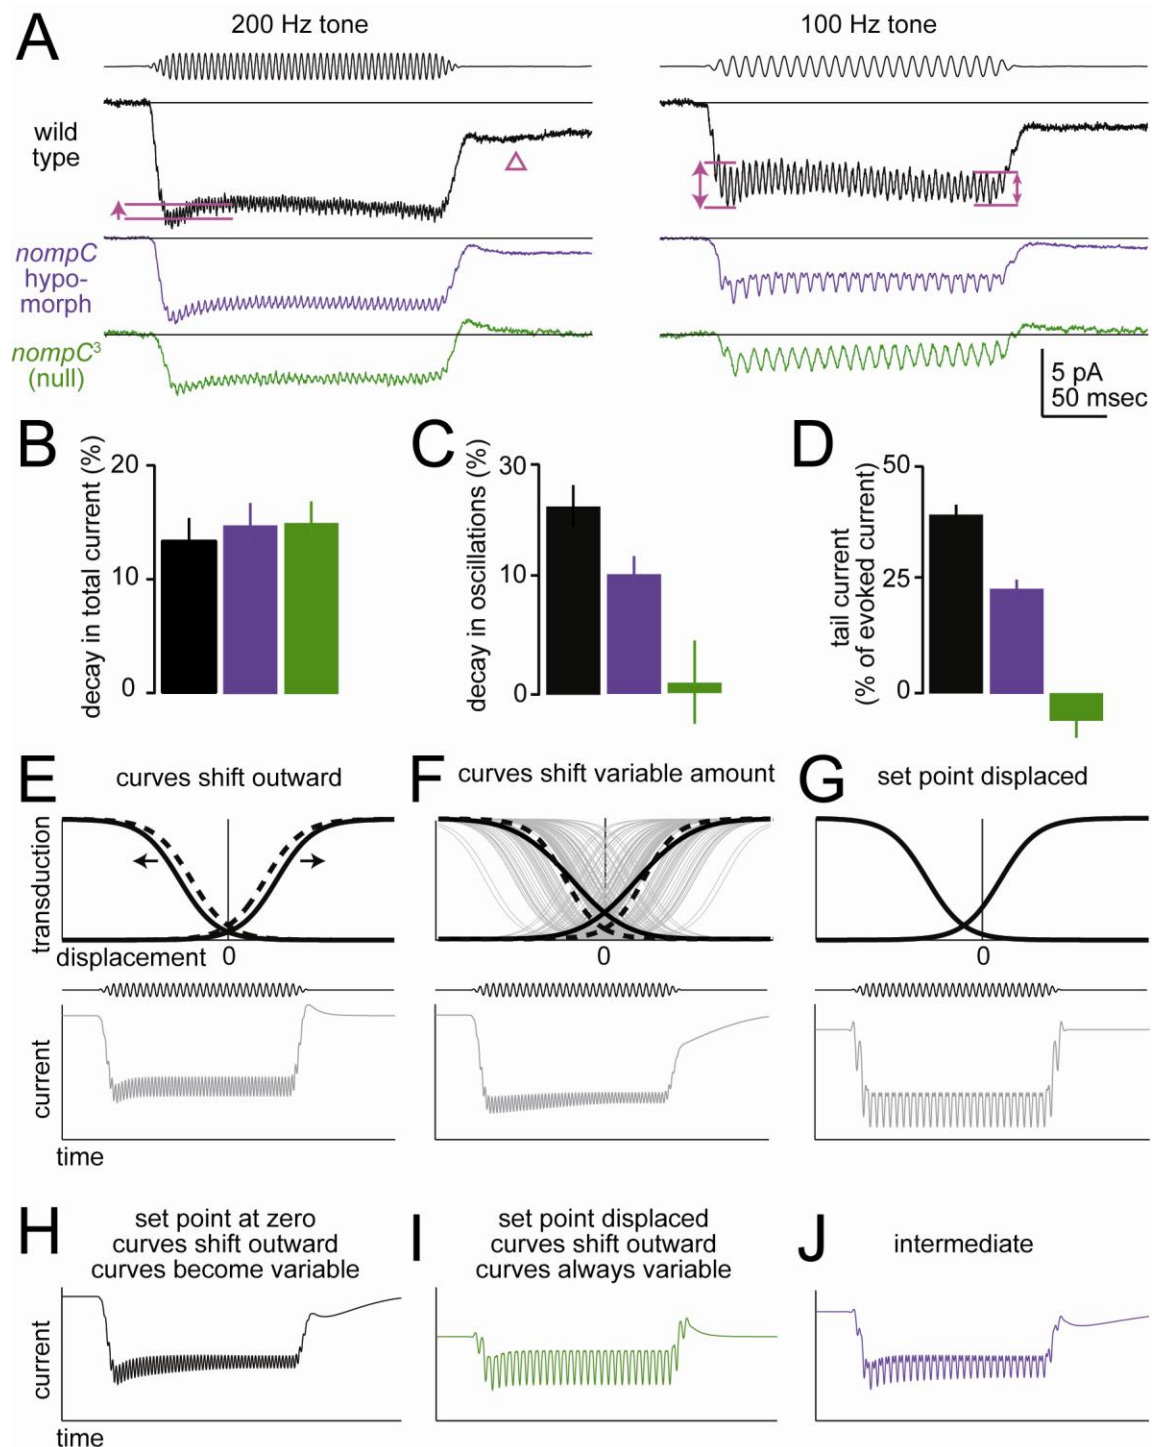 A
200 Hz tone
100 Hz tone
wild
type
nompC
hypo-
morph
nompC³
(null)
5 pA
50 msec
B
decay in total current (%)
20
10
0
C
decay in oscillations (%)
30
10
0
D
tail current
(% of evoked current)
50
25
0
E
curves shift outward
transduction
displacement 0
current
time
F
curves shift variable amount
0
G
set point displaced
0
H
set point at zero
curves shift outward
curves become variable
current
time
I
set point displaced
curves shift outward
curves always variable
J
intermediate